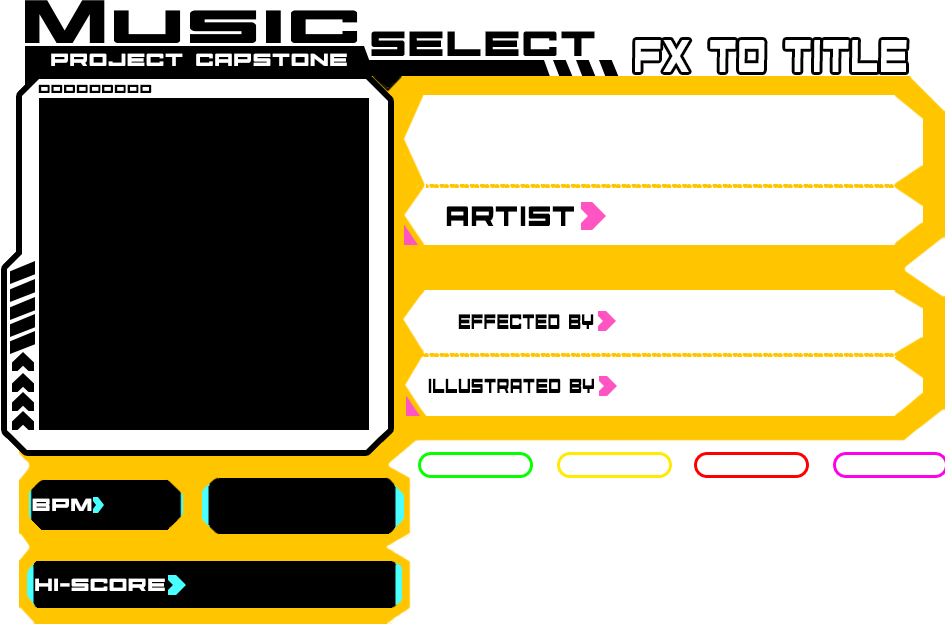 MUSIC
SELECT
PROJECT CAPSTONE
FX TO TITLE
ARTIST
EFFECTED BY
ILLUSTRATED BY
BPM
HI-SCORE